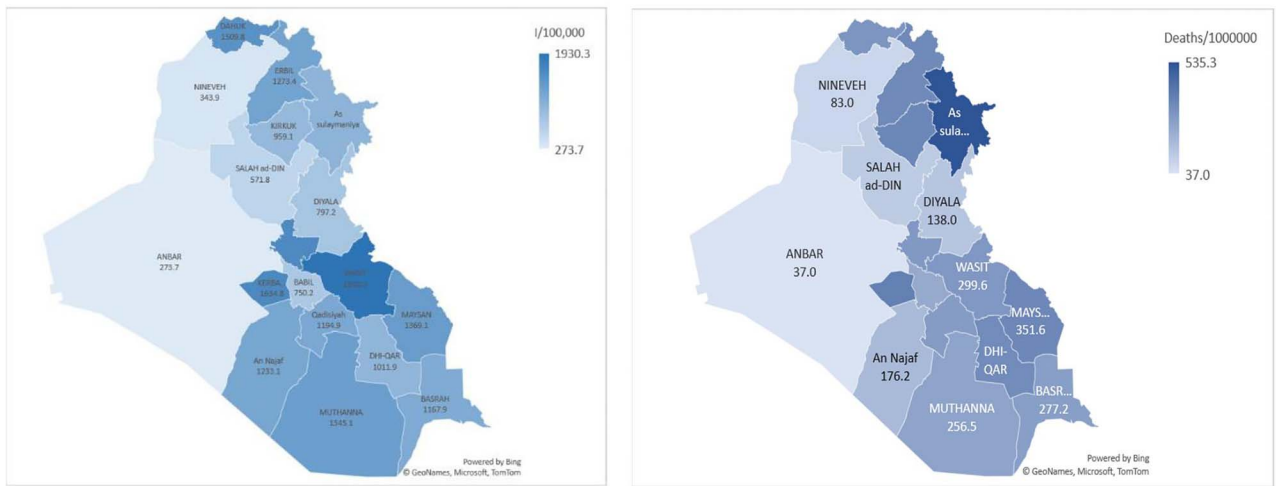 DAHUK
1509.8
I/100,000
1930.3
273.7
ERBIL
1273.4
NINEVEH
343.9
As
sulaymaniya
KIRKUK
959.1
SALAH ad-DIN
571.8
DIYALA
797.2
ANBAR
273.7
KERBA..
BABIL
750.2
MAYSAN
1369.1
Qadisiyah
1194.9
An Najaf
1233.1
DHI-QAR
1011.9
BASRAH
1167.9
MUTHANNA
1345.1
Powered by Bing
© GeoNames, Microsoft, TomTom
Deaths/1000000
535.3
37.0
NINEVEH
83.0
As
sula...
SALAH
ad-DIN
DIYALA
138.0
ANBAR
37.0
WASIT
299.6
MAYS...
351.6
An Najaf
176.2
DHI-
QAR
BASR...
277.2
MUTHANNA
256.5
Powered by Bing
© GeoNames, Microsoft, TomTom